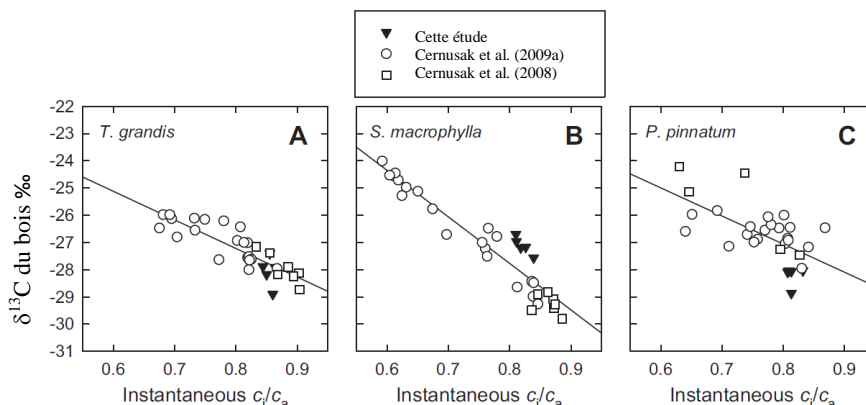 Cette étude
Cernusak et al. (2009a)
Cernusak et al. (2008)
-22
-23
-24
-25
-26
-27
-28
-29
-30
-31
δ¹³C du bois ‰
T. grandis
A
S. macrophylla
B
P. pinnatum
C
0.6 0.7 0.8 0.9
0.6 0.7 0.8 0.9
0.6 0.7 0.8 0.9
Instantaneous cᵢ/cₐ
Instantaneous cᵢ/cₐ
Instantaneous cᵢ/cₐ